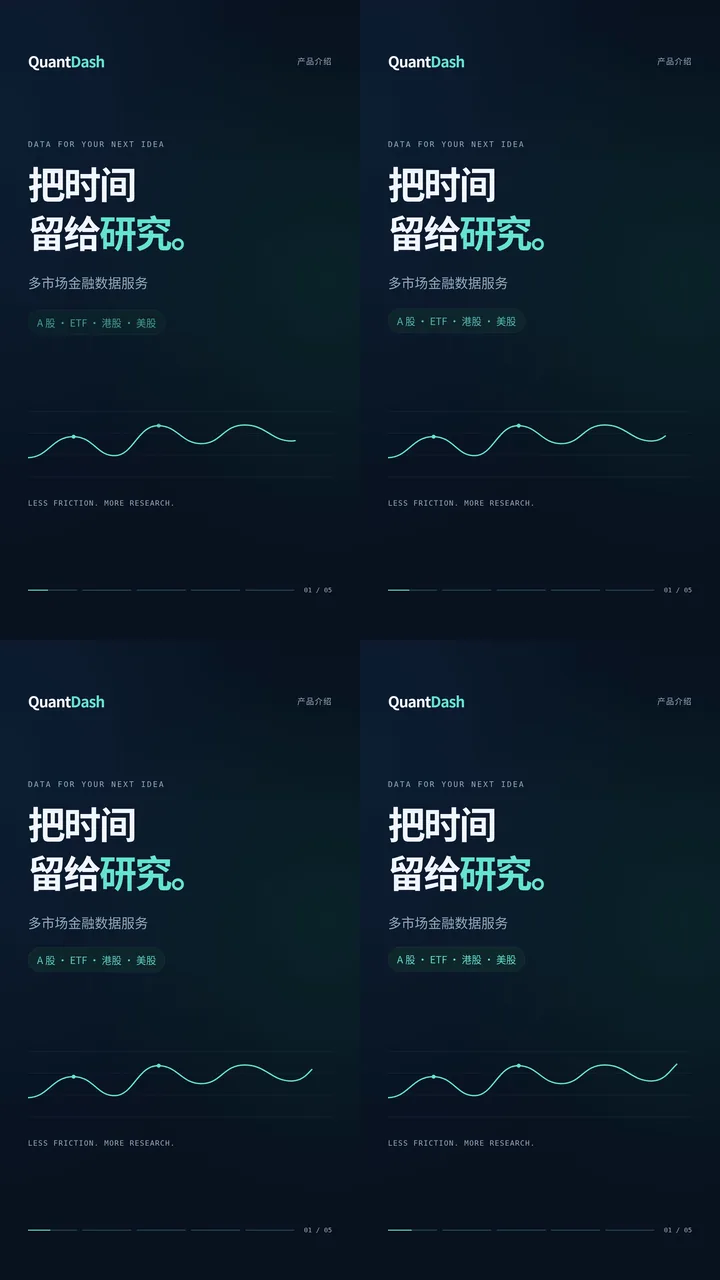 QuantDash
产品介绍
DATA FOR YOUR NEXT IDEA
把时间
留给研究。
多市场金融数据服务
A 股 · ETF · 港股 · 美股
LESS FRICTION. MORE RESEARCH.
01 / 05
QuantDash
产品介绍
DATA FOR YOUR NEXT IDEA
把时间
留给研究。
多市场金融数据服务
A 股 · ETF · 港股 · 美股
LESS FRICTION. MORE RESEARCH.
01 / 05
QuantDash
产品介绍
DATA FOR YOUR NEXT IDEA
把时间
留给研究。
多市场金融数据服务
A 股 · ETF · 港股 · 美股
LESS FRICTION. MORE RESEARCH.
01 / 05
QuantDash
产品介绍
DATA FOR YOUR NEXT IDEA
把时间
留给研究。
多市场金融数据服务
A 股 · ETF · 港股 · 美股
LESS FRICTION. MORE RESEARCH.
01 / 05